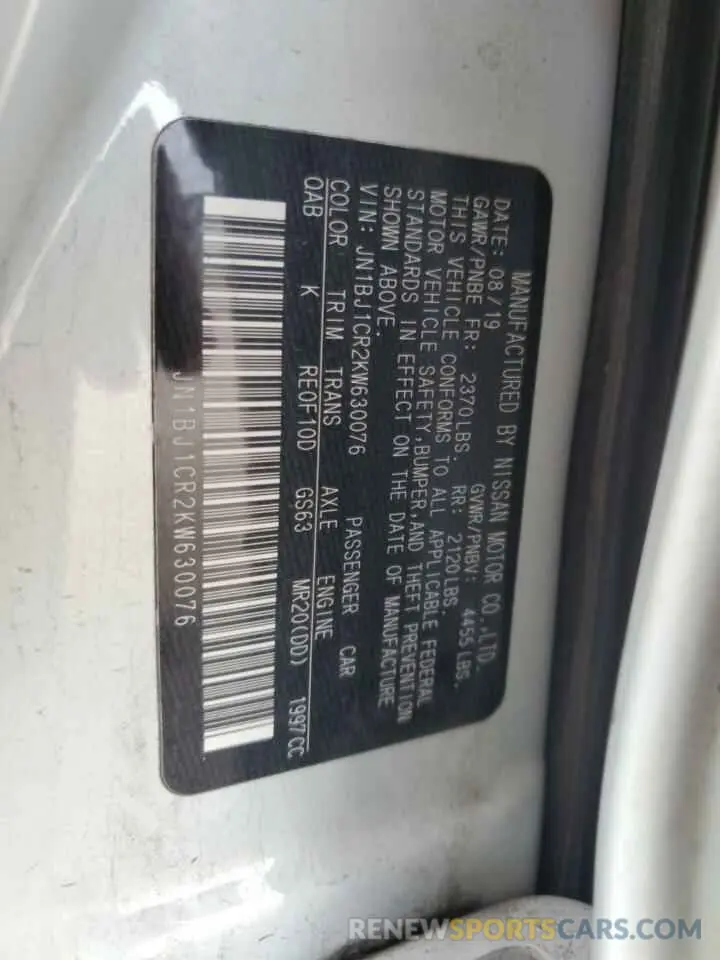 MANUFACTURED BY NISSAN MOTOR CO.,LTD.
DATE: 08/19 GVWR/PNBV: 4455 LBS.
GAWR/PNBE FR: 2370LBS. RR: 2120LBS.
THIS VEHICLE CONFORMS TO ALL APPLICABLE FEDERAL
MOTOR VEHICLE SAFETY,BUMPER,AND THEFT PREVENTION
STANDARDS IN EFFECT ON THE DATE OF MANUFACTURE
SHOWN ABOVE.
VIN: JN1BJ1CR2KW630076 PASSENGER CAR
COLOR TRIM TRANS AXLE ENGINE
QAB K RE0F10D GS63 MR20(DD) 1997CC
JN1BJ1CR2KW630076
RENEWSPORTSCARS.COM